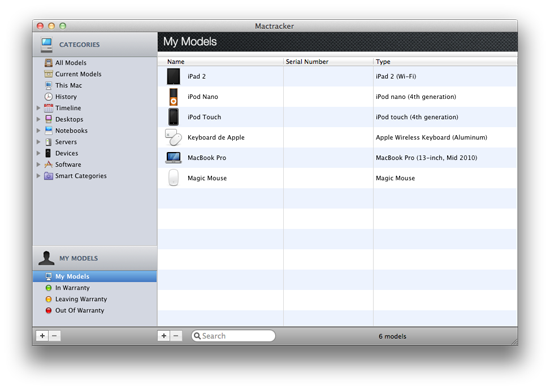 Mactracker
CATEGORIES
All Models
Current Models
This Mac
History
Timeline
Desktops
Notebooks
Servers
Devices
Software
Smart Categories
MY MODELS
My Models
In Warranty
Leaving Warranty
Out Of Warranty
My Models
Name Serial Number Type
iPad 2 iPad 2 (Wi-Fi)
iPod Nano iPod nano (4th generation)
iPod Touch iPod touch (4th generation)
Keyboard de Apple Apple Wireless Keyboard (Aluminum)
MacBook Pro MacBook Pro (13-inch, Mid 2010)
Magic Mouse Magic Mouse
Search
6 models